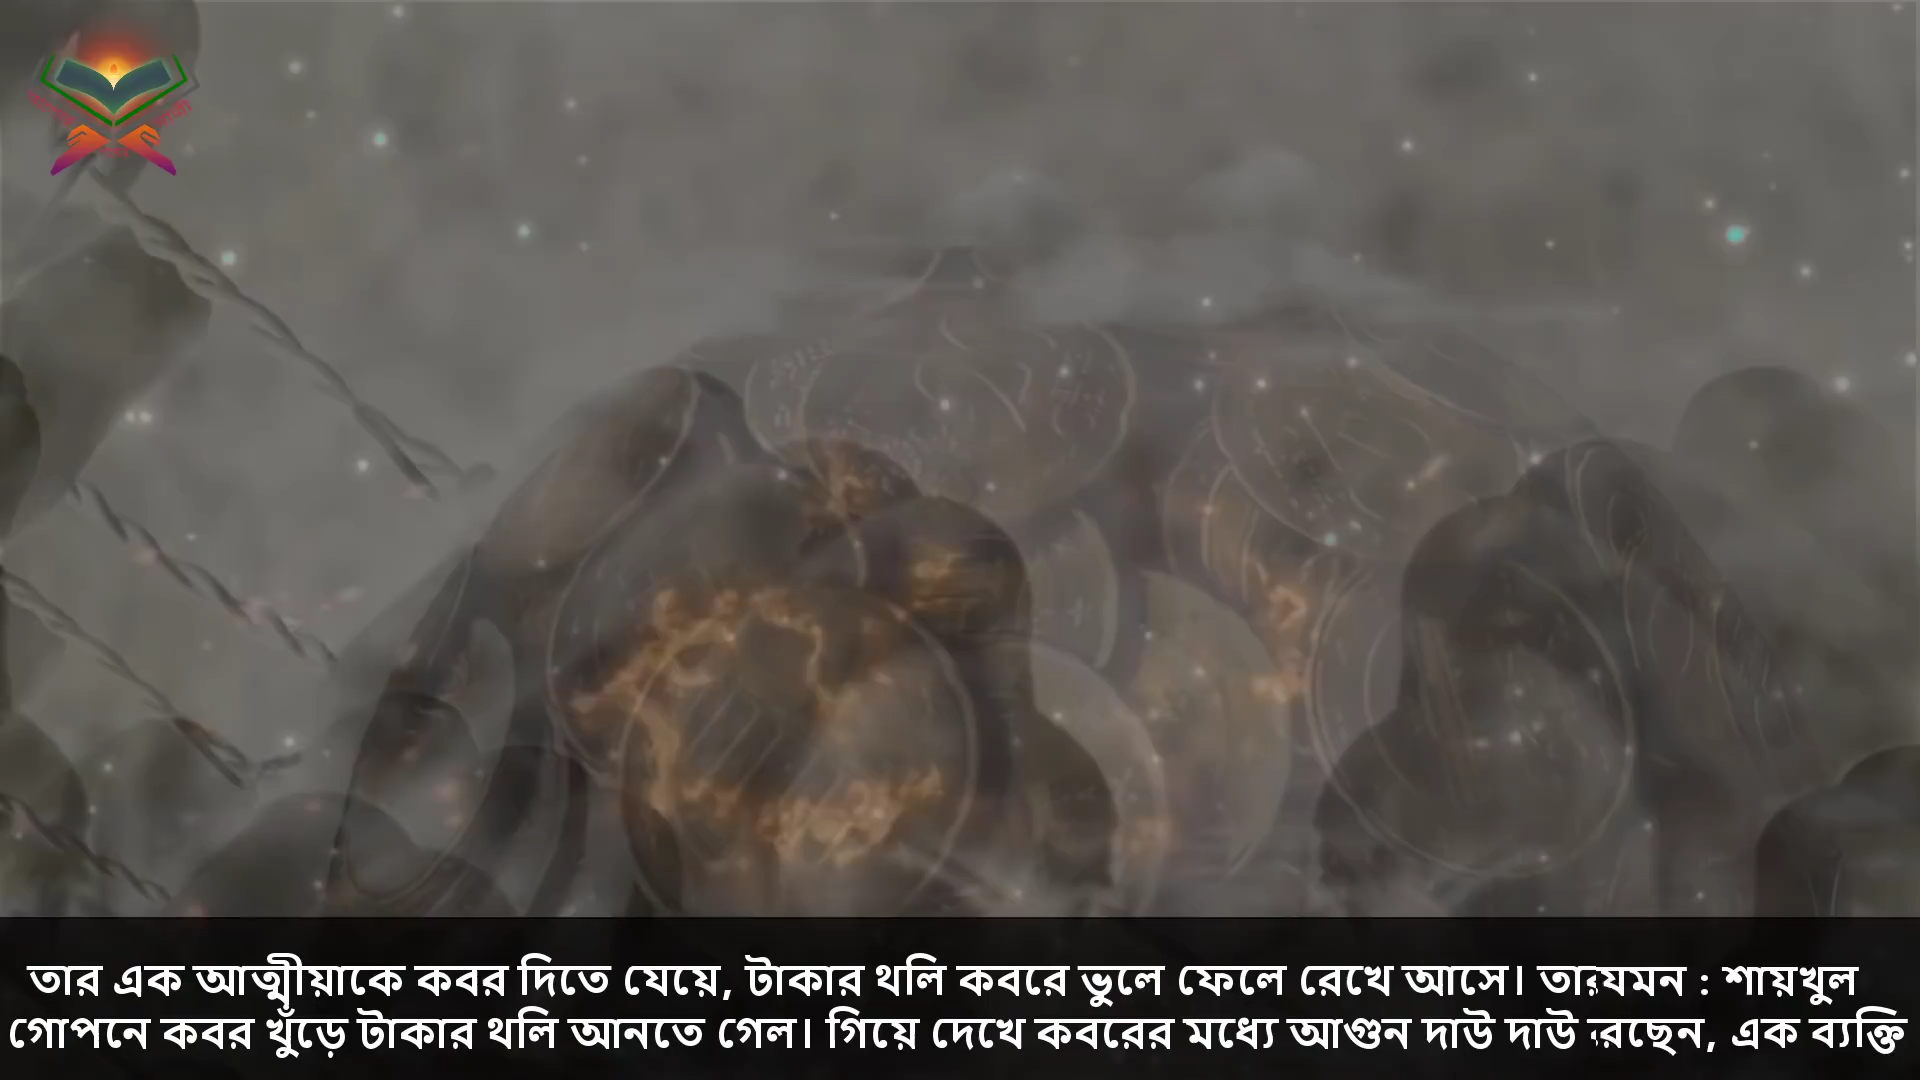 তার এক আত্মীয়াকে কবর দিতে যেয়ে, টাকার থলি কবরে ভুলে ফেলে রেখে আসে। তারযমন : শায়খুল
গোপনে কবর খুঁড়ে টাকার থলি আনতে গেল। গিয়ে দেখে কবরের মধ্যে আগুন দাউ দাউ রছেন, এক ব্যক্তি